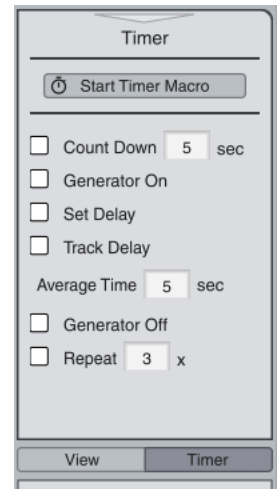 Timer
Start Timer Macro
Count Down 5 sec
Generator On
Set Delay
Track Delay
Average Time 5 sec
Generator Off
Repeat 3 x
View Timer